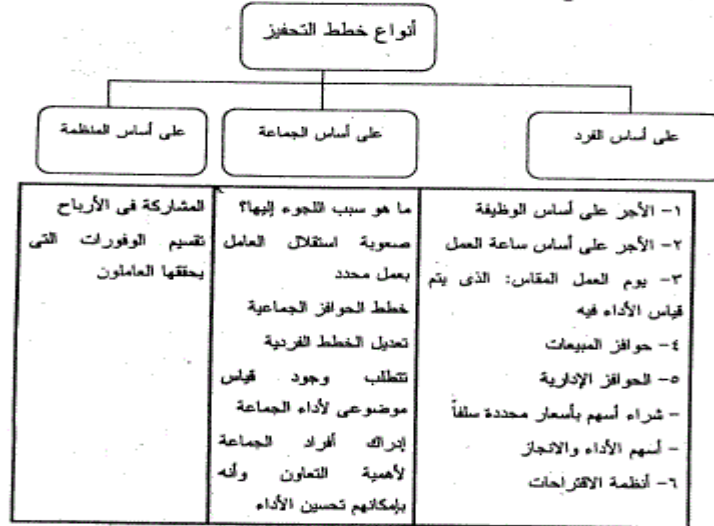 أنواع خطط التحفيز
على أساس الفرد
على أساس الجماعة
على أساس المنظمة
١- الأجر على أساس الوظيفة
٢- الأجر على أساس ساعة العمل
٣- يوم العمل المقاس: الذى يتم
قياس الأداء فيه
٤- حوافز المبيعات
٥- الحوافز الإدارية
- شراء أسهم بأسعار محددة سلفاً
- أسهم الأداء والانجاز
٦- أنظمة الاقتراحات
ما هو سبب اللجوء إليها؟
صعوبة استقلال العامل
بعمل محدد
خطط الحوافز الجماعية
تعديل الخطط الفردية
تتطلب وجود قياس
موضوعى لأداء الجماعة
إدراك أفراد الجماعة
لأهمية التعاون وأنه
بإمكانهم تحسين الأداء
المشاركة فى الأرباح
تقسيم الوفورات التى
يحققها العاملون